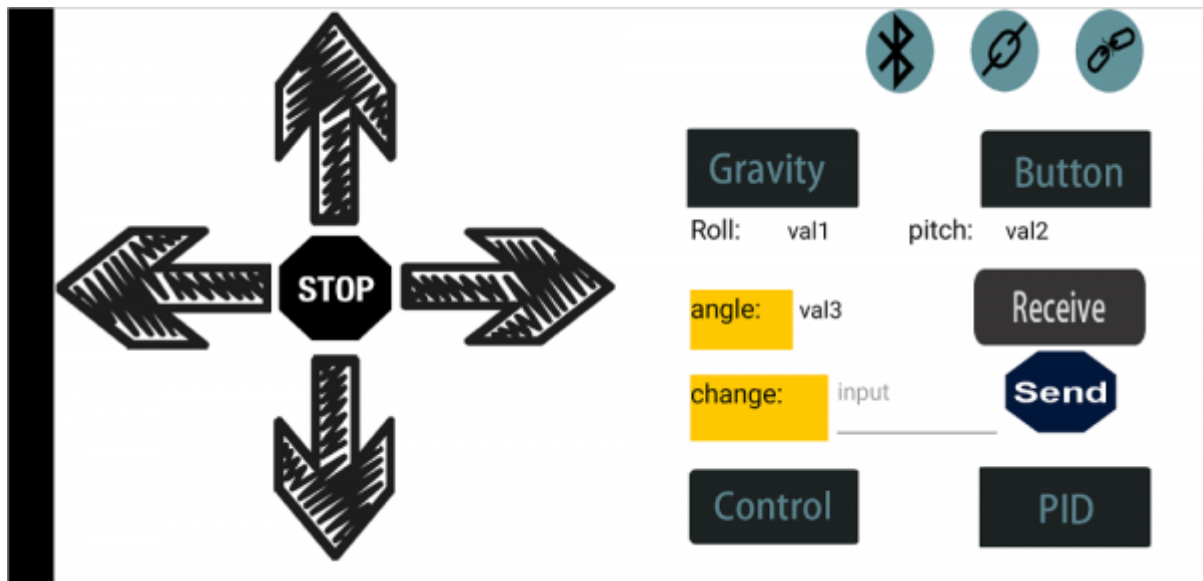 STOP
Gravity
Button
Roll: val1 pitch: val2
angle: val3
Receive
change: input
Send
Control
PID